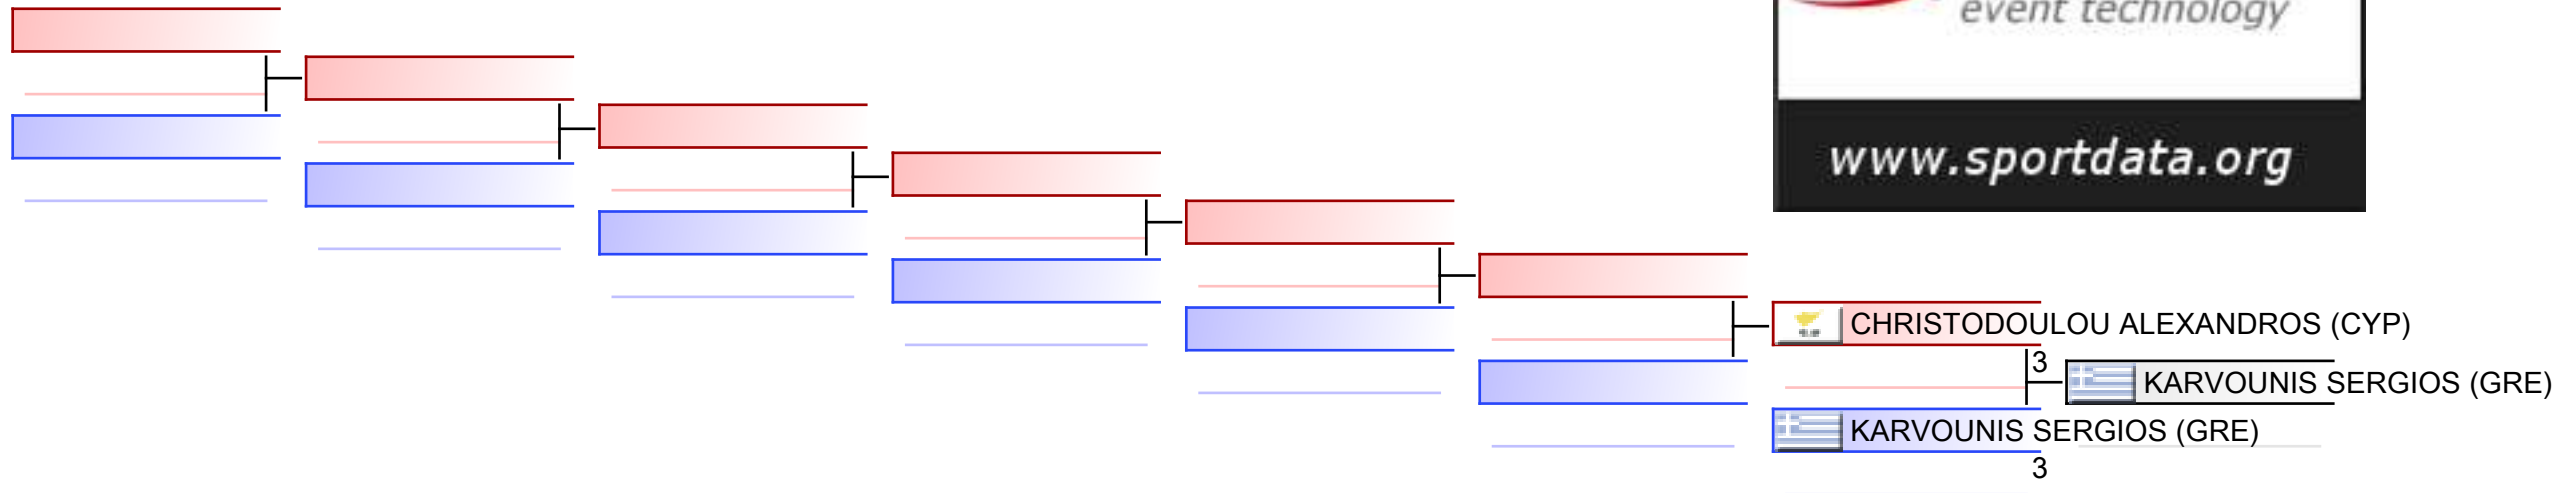 event technology
www.sportdata.org
CHRISTODOULOU ALEXANDROS (CYP)
3
KARVOUNIS SERGIOS (GRE)
KARVOUNIS SERGIOS (GRE)
3